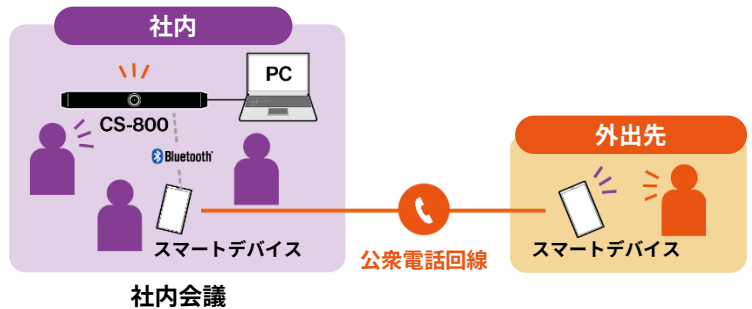 社内
PC
CS-800
Bluetooth
スマートデバイス
社内会議
公衆電話回線
外出先
スマートデバイス